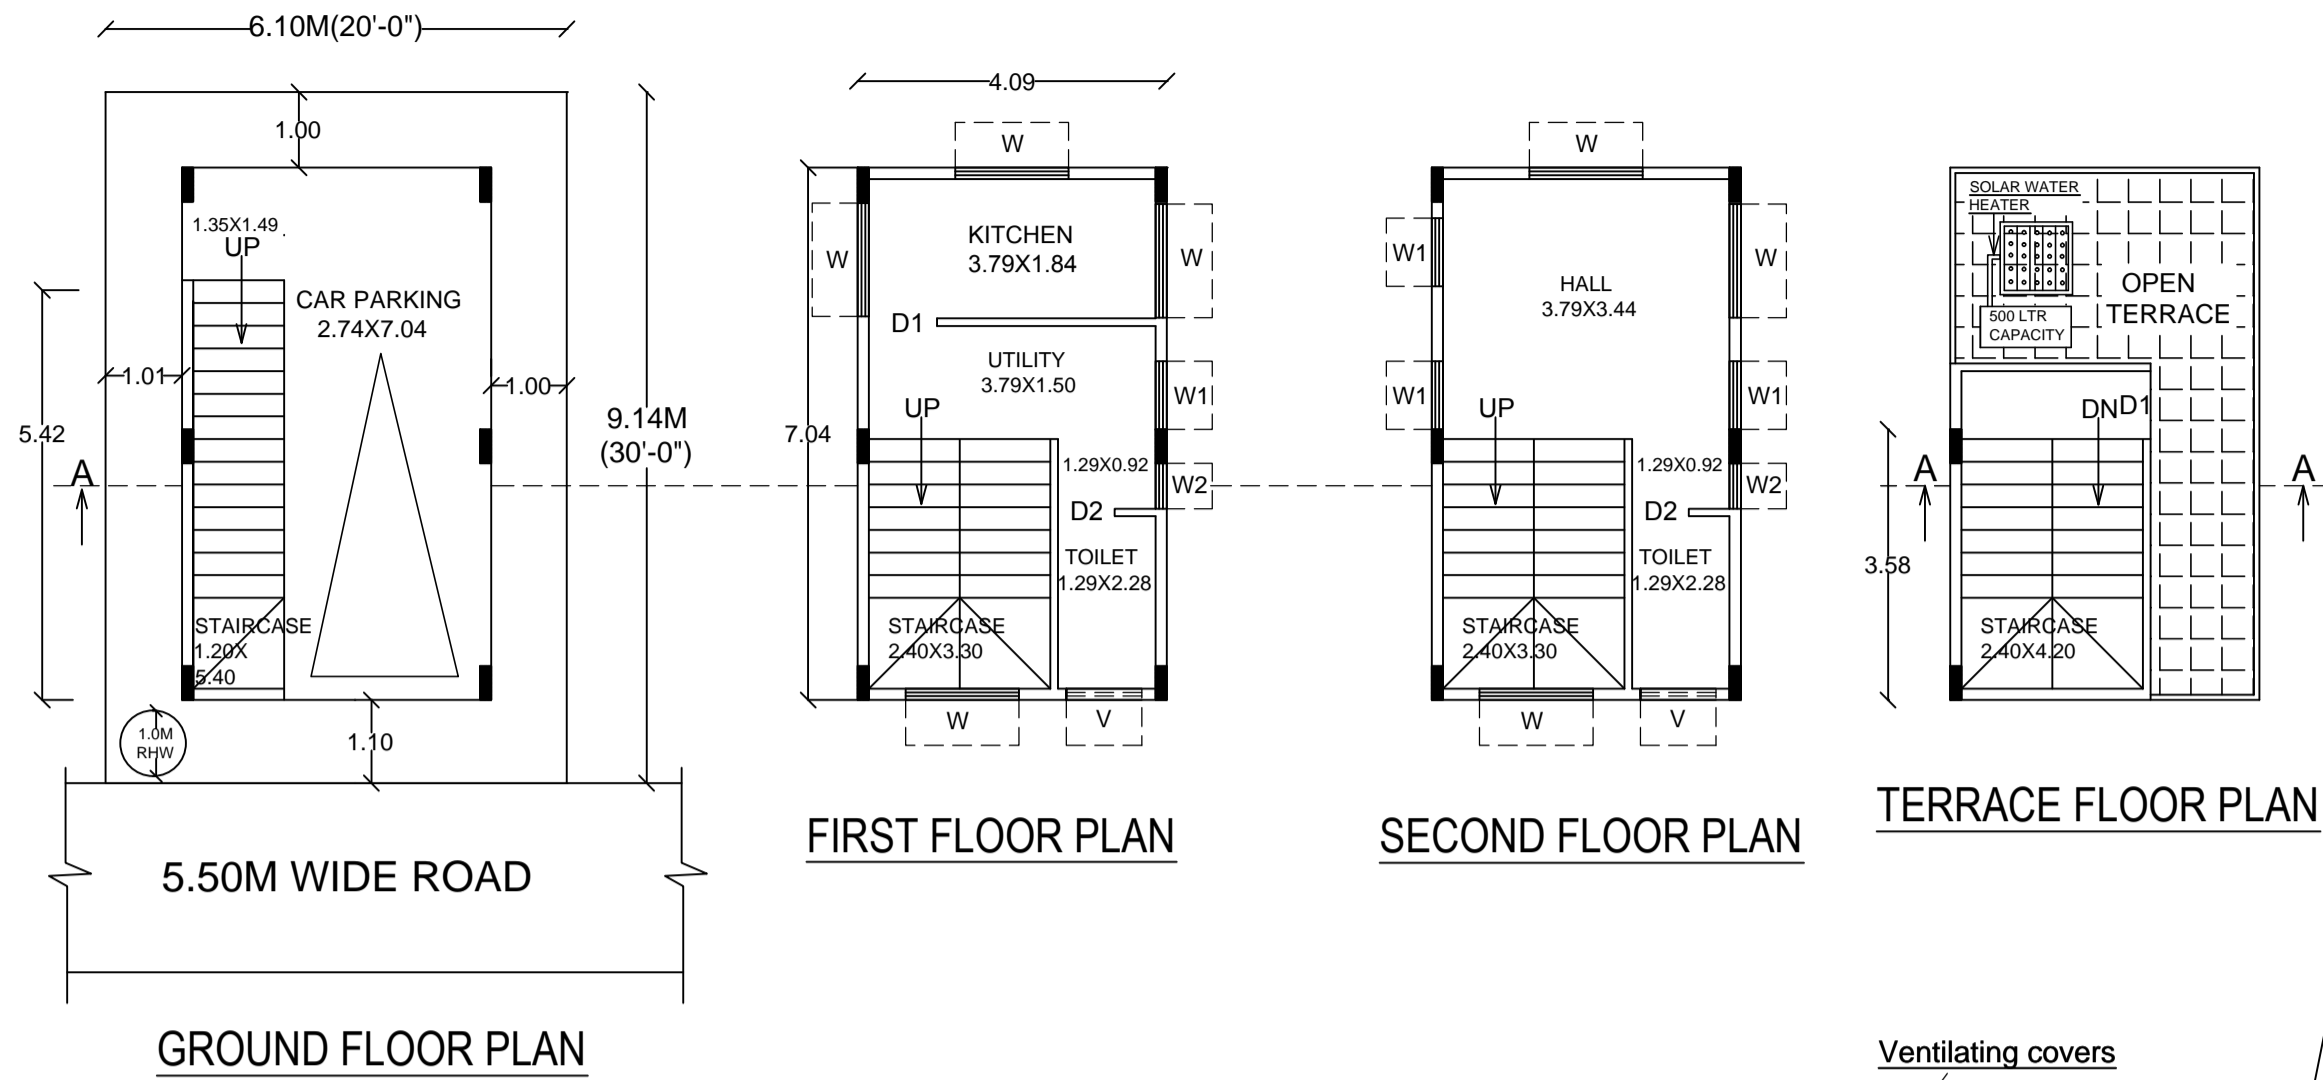 6.10M(20'-0")
1.00
1.35X1.49
UP
CAR PARKING
2.74X7.04
1.01
1.00
5.42
9.14M
(30'-0")
A
STAIRCASE
1.20X
5.40
1.0M
RHW
1.10
5.50M WIDE ROAD
GROUND FLOOR PLAN
4.09
W
KITCHEN
3.79X1.84
W
W
D1
UTILITY
3.79X1.50
W1
UP
7.04
1.29X0.92
W2
D2
TOILET
1.29X2.28
STAIRCASE
2.40X3.30
W
V
FIRST FLOOR PLAN
W
W1
W
HALL
3.79X3.44
W1
W1
UP
1.29X0.92
W2
D2
TOILET
1.29X2.28
STAIRCASE
2.40X3.30
W
V
SECOND FLOOR PLAN
SOLAR WATER
HEATER
OPEN
TERRACE
500 LTR
CAPACITY
DN
D1
A
A
3.58
STAIRCASE
2.40X4.20
TERRACE FLOOR PLAN
Ventilating covers